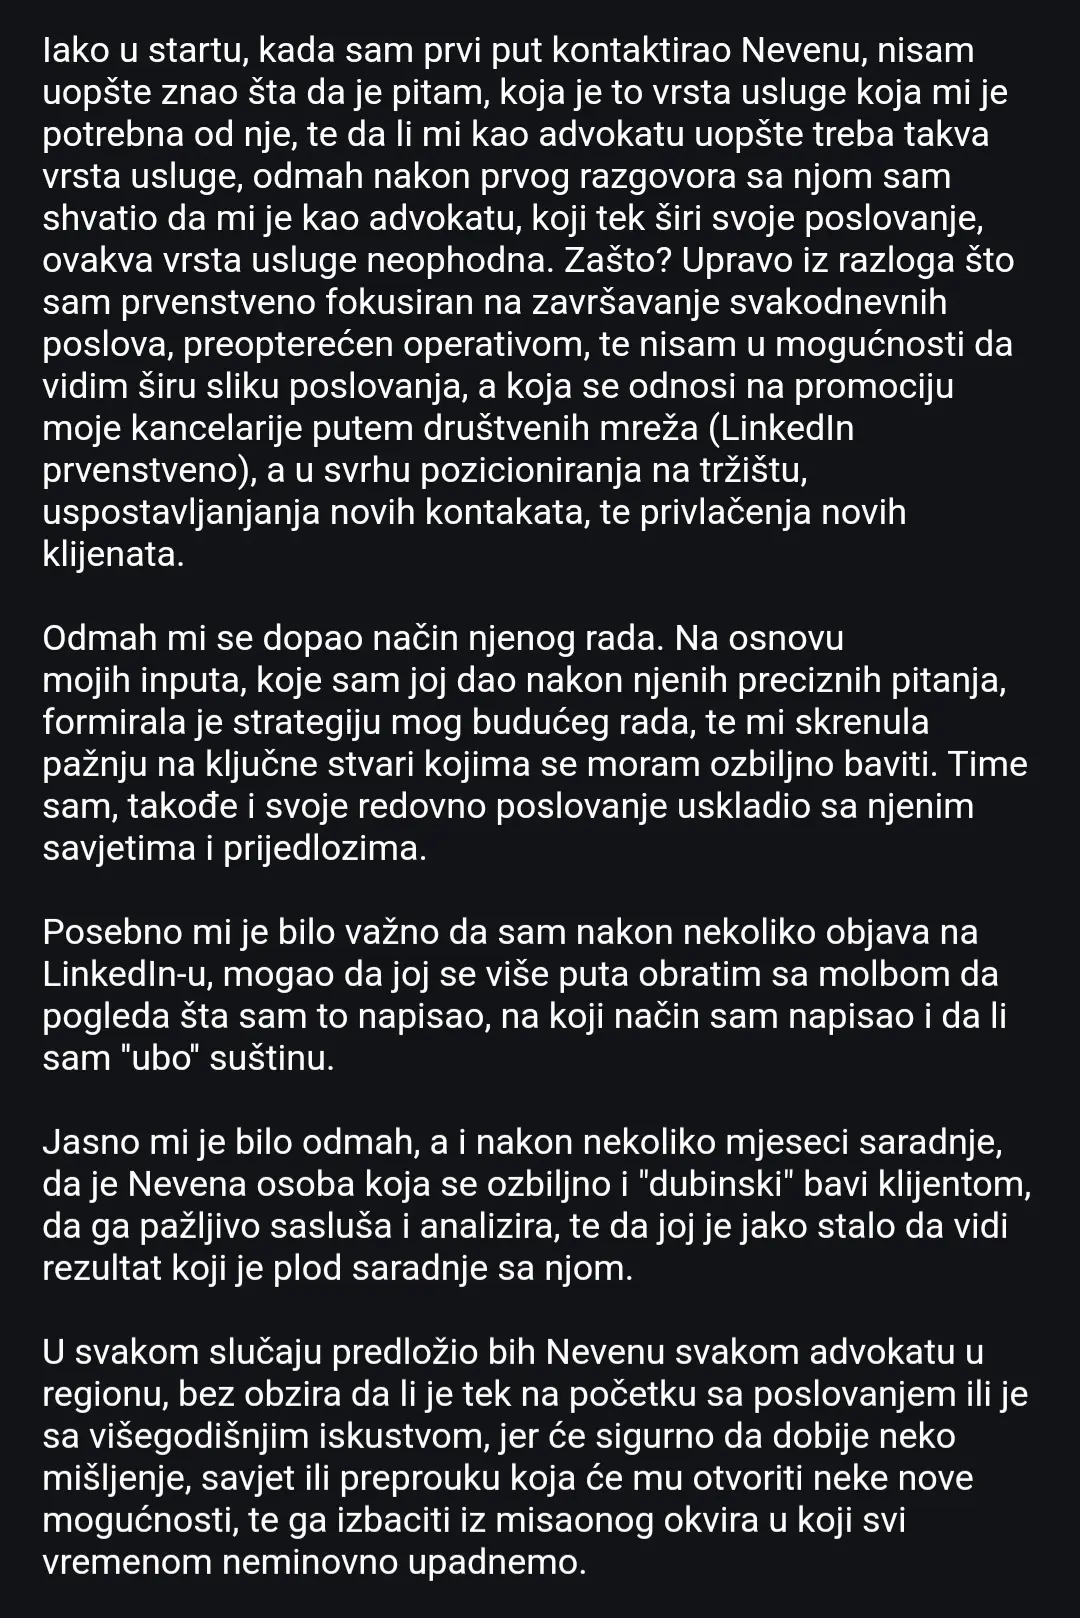 Iako u startu, kada sam prvi put kontaktirao Nevenu, nisam
uopšte znao šta da je pitam, koja je to vrsta usluge koja mi je
potrebna od nje, te da li mi kao advokatu uopšte treba takva
vrsta usluge, odmah nakon prvog razgovora sa njom sam
shvatio da mi je kao advokatu, koji tek širi svoje poslovanje,
ovakva vrsta usluge neophodna. Zašto? Upravo iz razloga što
sam prvenstveno fokusiran na završavanje svakodnevnih
poslova, preopterećen operativom, te nisam u mogućnosti da
vidim širu sliku poslovanja, a koja se odnosi na promociju
moje kancelarije putem društvenih mreža (LinkedIn
prvenstveno), a u svrhu pozicioniranja na tržištu,
uspostavljanjanja novih kontakata, te privlačenja novih
klijenata.

Odmah mi se dopao način njenog rada. Na osnovu
mojih inputa, koje sam joj dao nakon njenih preciznih pitanja,
formirala je strategiju mog budućeg rada, te mi skrenula
pažnju na ključne stvari kojima se moram ozbiljno baviti. Time
sam, takođe i svoje redovno poslovanje uskladio sa njenim
savjetima i prijedlozima.

Posebno mi je bilo važno da sam nakon nekoliko objava na
LinkedIn-u, mogao da joj se više puta obratim sa molbom da
pogleda šta sam to napisao, na koji način sam napisao i da li
sam "ubo" suštinu.

Jasno mi je bilo odmah, a i nakon nekoliko mjeseci saradnje,
da je Nevena osoba koja se ozbiljno i "dubinski" bavi klijentom,
da ga pažljivo sasluša i analizira, te da joj je jako stalo da vidi
rezultat koji je plod saradnje sa njom.

U svakom slučaju predložio bih Nevenu svakom advokatu u
regionu, bez obzira da li je tek na početku sa poslovanjem ili je
sa višegodišnjim iskustvom, jer će sigurno da dobije neko
mišljenje, savjet ili preprouku koja će mu otvoriti neke nove
mogućnosti, te ga izbaciti iz misaonog okvira u koji svi
vremenom neminovno upadnemo.